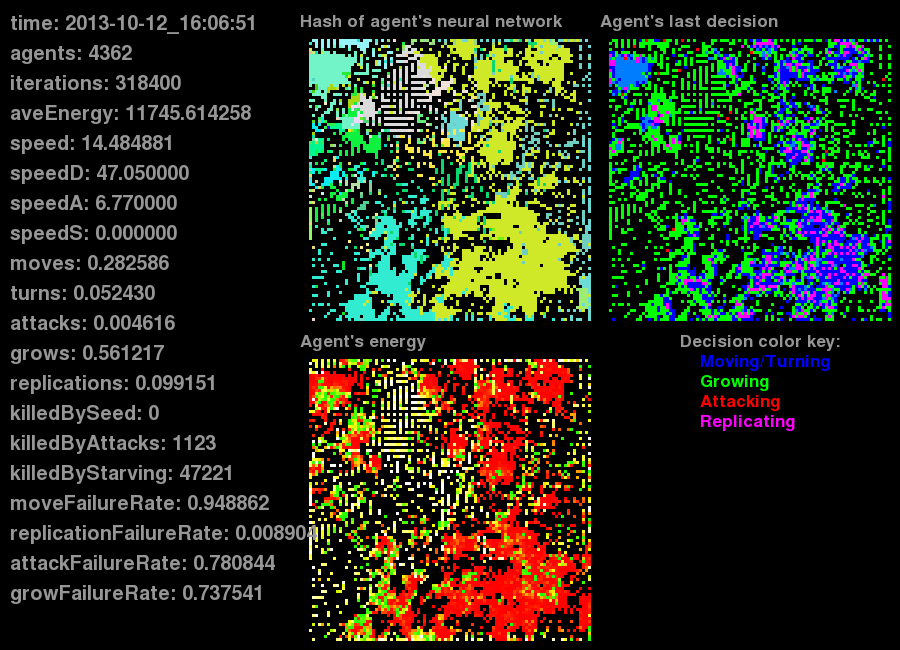 time: 2013-10-12_16:06:51
agents: 4362
iterations: 318400
aveEnergy: 11745.614258
speed: 14.484881
speedD: 47.050000
speedA: 6.770000
speedS: 0.000000
moves: 0.282586
turns: 0.052430
attacks: 0.004616
grows: 0.561217
replications: 0.099151
killedBySeed: 0
killedByAttacks: 1123
killedByStarving: 47221
moveFailureRate: 0.948862
replicationFailureRate: 0.008904
attackFailureRate: 0.780844
growFailureRate: 0.737541
Hash of agent's neural network
Agent's last decision
Agent's energy
Decision color key:
Moving/Turning
Growing
Attacking
Replicating